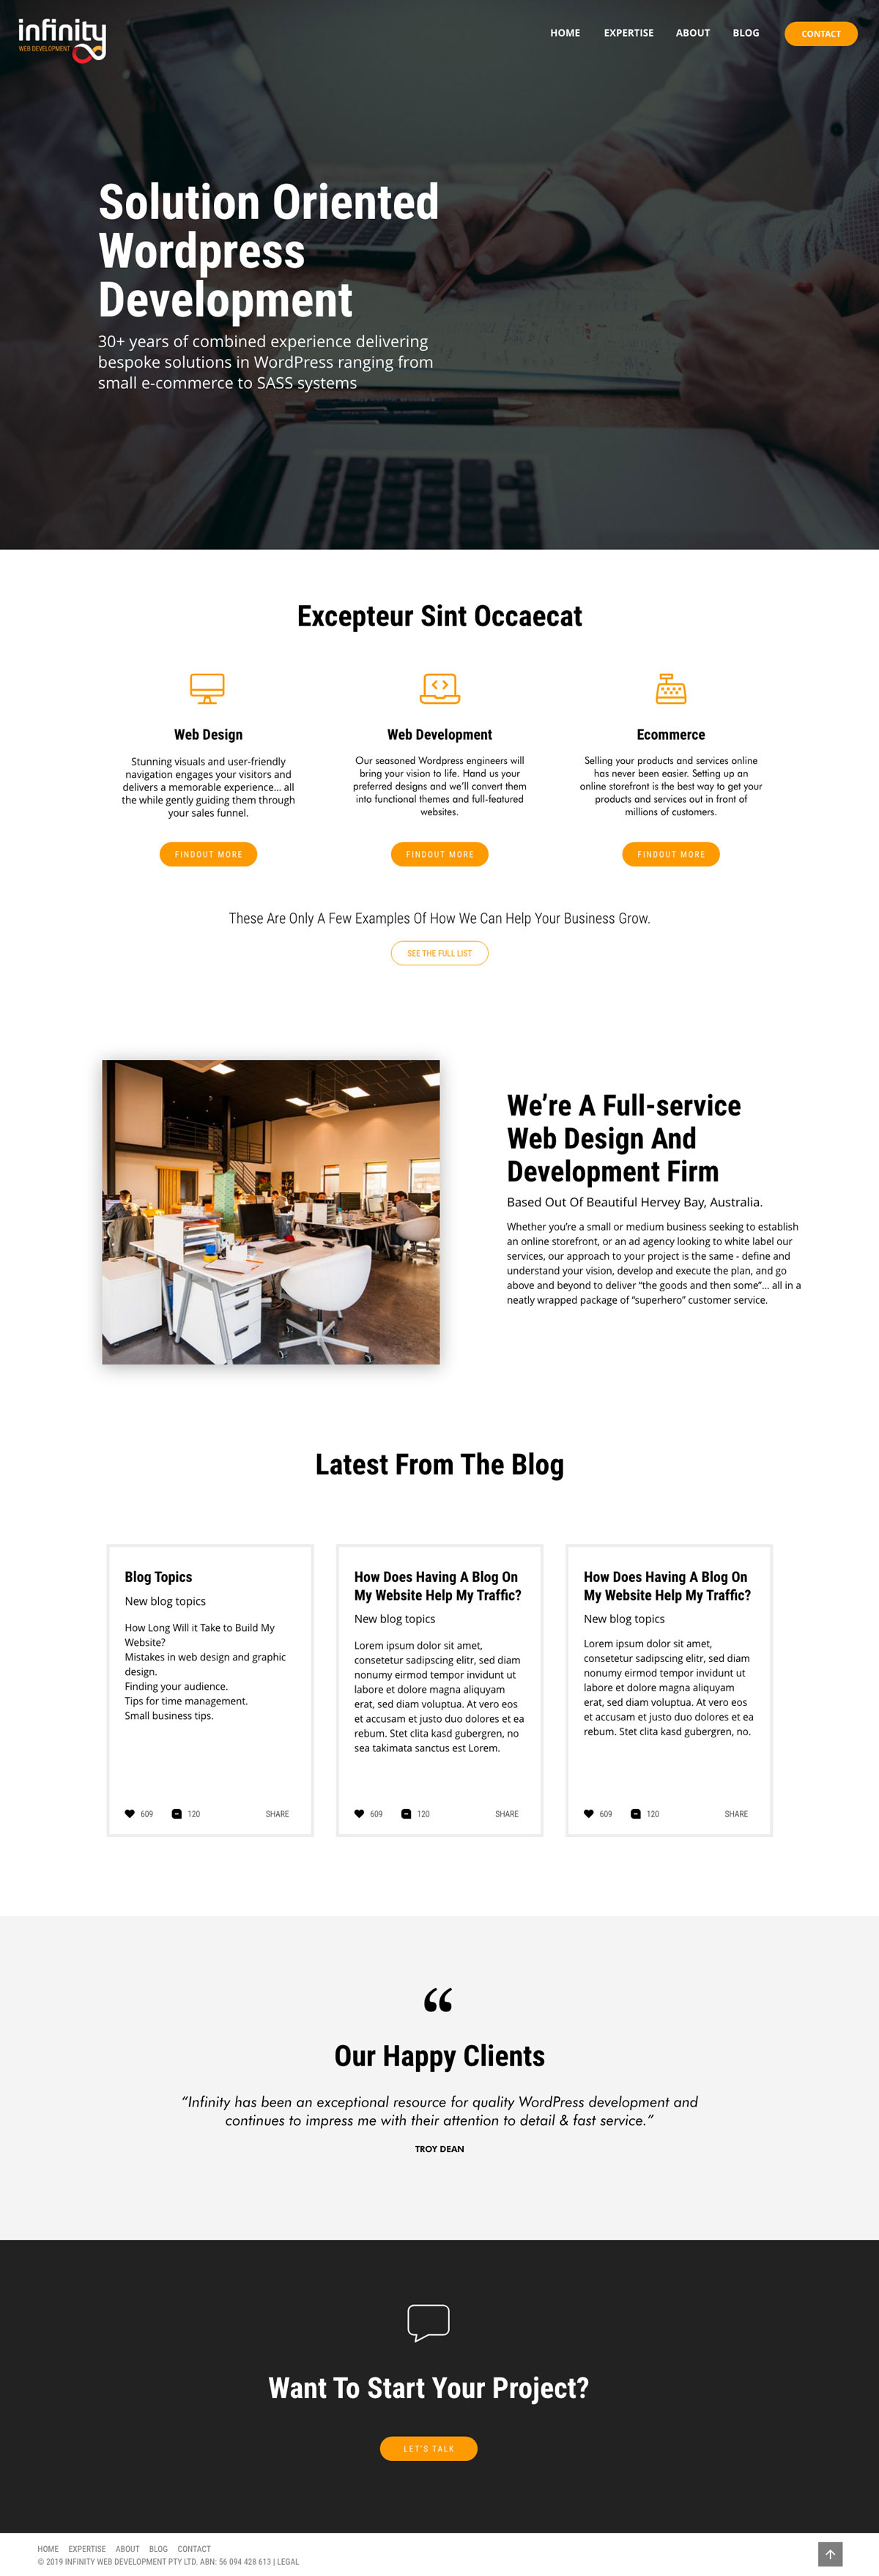 infinity
WEB DEVELOPMENT
HOME EXPERTISE ABOUT BLOG CONTACT
Solution Oriented
Wordpress
Development
30+ years of combined experience delivering
bespoke solutions in WordPress ranging from
small e-commerce to SASS systems
Excepteur Sint Occaecat
Web Design
Stunning visuals and user-friendly
navigation engages your visitors and
delivers a memorable experience... all
the while gently guiding them through
your sales funnel.
FINDOUT MORE
Web Development
Our seasoned Wordpress engineers will
bring your vision to life. Hand us your
preferred designs and we'll convert them
into functional themes and full-featured
websites.
FINDOUT MORE
Ecommerce
Selling your products and services online
has never been easier. Setting up an
online storefront is the best way to get your
products and services out in front of
millions of customers.
FINDOUT MORE
These Are Only A Few Examples Of How We Can Help Your Business Grow.
SEE THE FULL LIST
We're A Full-service
Web Design And
Development Firm
Based Out Of Beautiful Hervey Bay, Australia.
Whether you're a small or medium business seeking to establish
an online storefront, or an ad agency looking to white label our
services, our approach to your project is the same - define and
understand your vision, develop and execute the plan, and go
above and beyond to deliver "the goods and then some"... all in a
neatly wrapped package of "superhero" customer service.
Latest From The Blog
Blog Topics
New blog topics
How Long Will it Take to Build My
Website?
Mistakes in web design and graphic
design.
Finding your audience.
Tips for time management.
Small business tips.
609 120 SHARE
How Does Having A Blog On
My Website Help My Traffic?
New blog topics
Lorem ipsum dolor sit amet,
consetetur sadipscing elitr, sed diam
nonumy eirmod tempor invidunt ut
labore et dolore magna aliquyam
erat, sed diam voluptua. At vero eos
et accusam et justo duo dolores et ea
rebum. Stet clita kasd gubergren, no
sea takimata sanctus est Lorem.
609 120 SHARE
How Does Having A Blog On
My Website Help My Traffic?
New blog topics
Lorem ipsum dolor sit amet,
consetetur sadipscing elitr, sed diam
nonumy eirmod tempor invidunt ut
labore et dolore magna aliquyam
erat, sed diam voluptua. At vero eos
et accusam et justo duo dolores et ea
rebum. Stet clita kasd gubergren, no.
609 120 SHARE
“
Our Happy Clients
“Infinity has been an exceptional resource for quality WordPress development and
continues to impress me with their attention to detail & fast service.”
TROY DEAN
Want To Start Your Project?
LET'S TALK
HOME EXPERTISE ABOUT BLOG CONTACT
© 2019 INFINITY WEB DEVELOPMENT PTY LTD. ABN: 56 094 428 613 | LEGAL